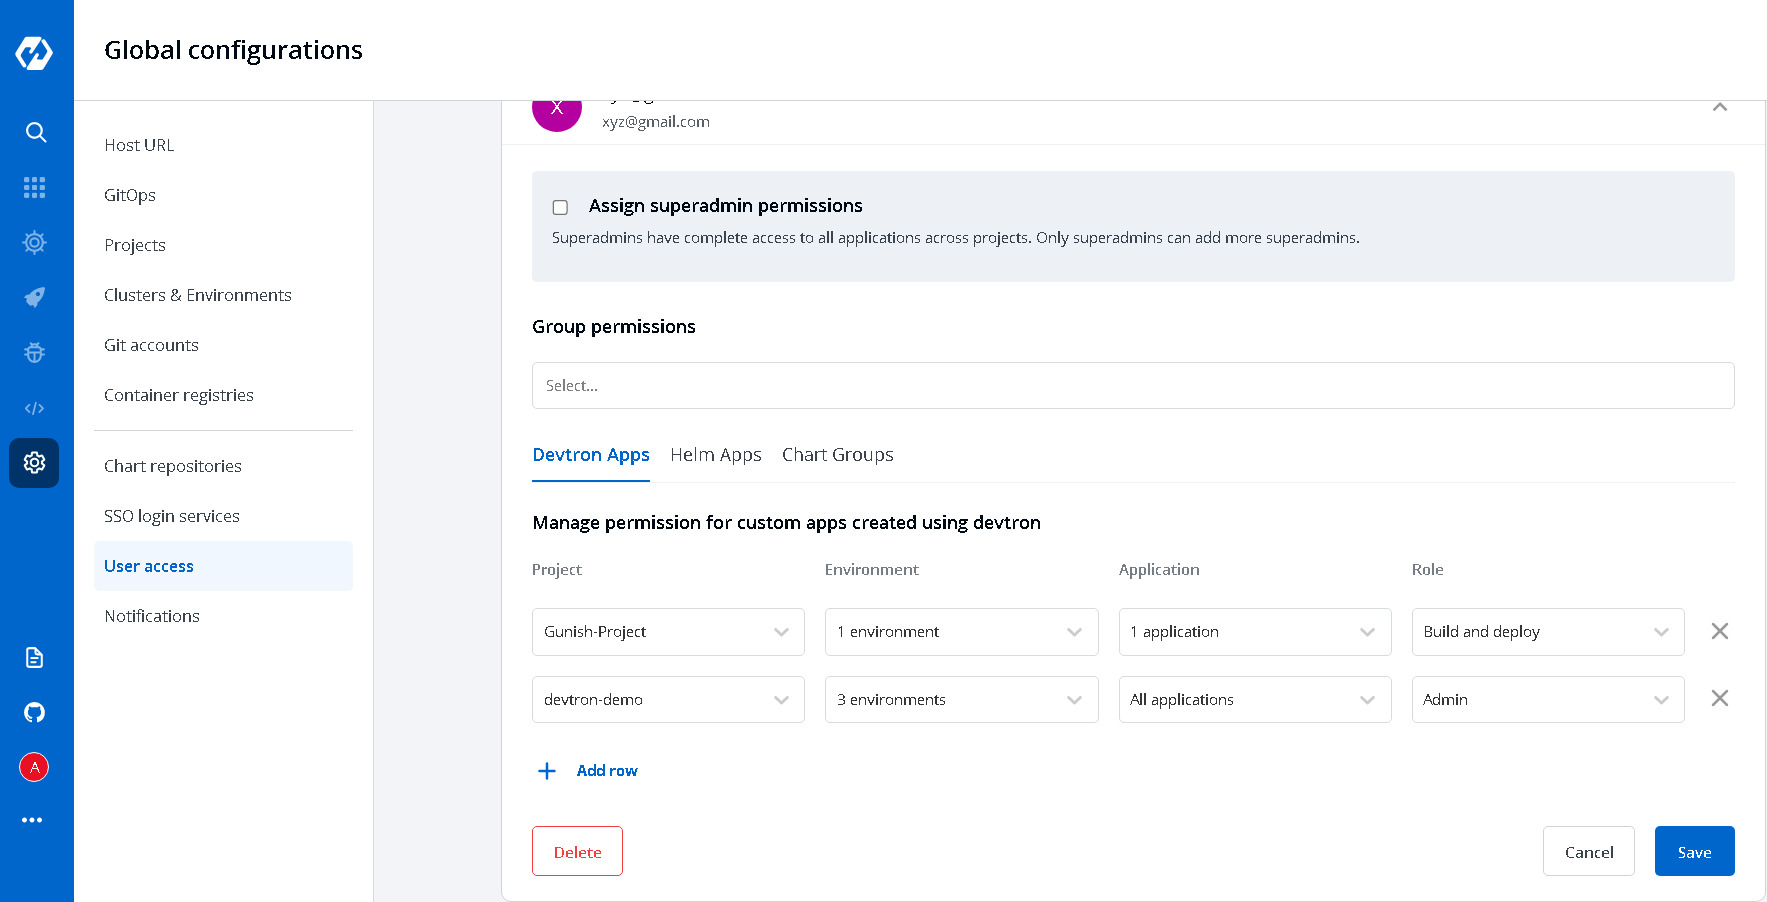 Global configurations
Host URL
GitOps
Projects
Clusters & Environments
Git accounts
Container registries
Chart repositories
SSO login services
User access
Notifications
A
X
xyz@gmail.com
Assign superadmin permissions
Superadmins have complete access to all applications across projects. Only superadmins can add more superadmins.
Group permissions
Select...
Devtron Apps Helm Apps Chart Groups
Manage permission for custom apps created using devtron
Project Environment Application Role
Gunish-Project 1 environment 1 application Build and deploy
devtron-demo 3 environments All applications Admin
Add row
Delete Cancel Save